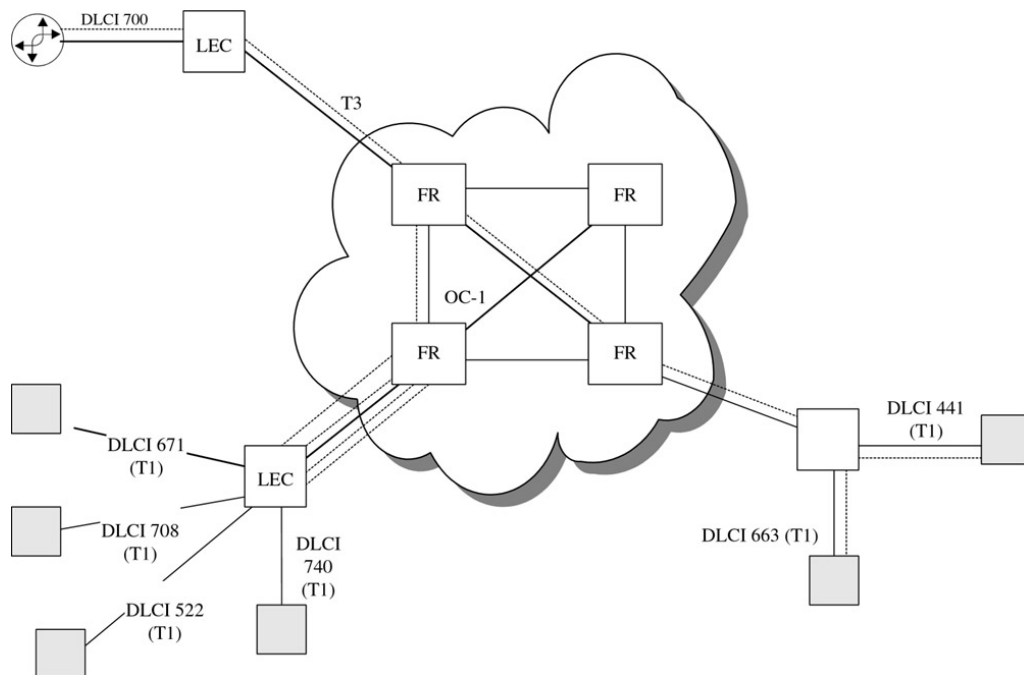 DLCI 700
LEC
T3
FR
FR
OC-1
FR
FR
DLCI 441
(T1)
DLCI 671
(T1)
LEC
DLCI 708
(T1)
DLCI
740
(T1)
DLCI 663 (T1)
DLCI 522
(T1)